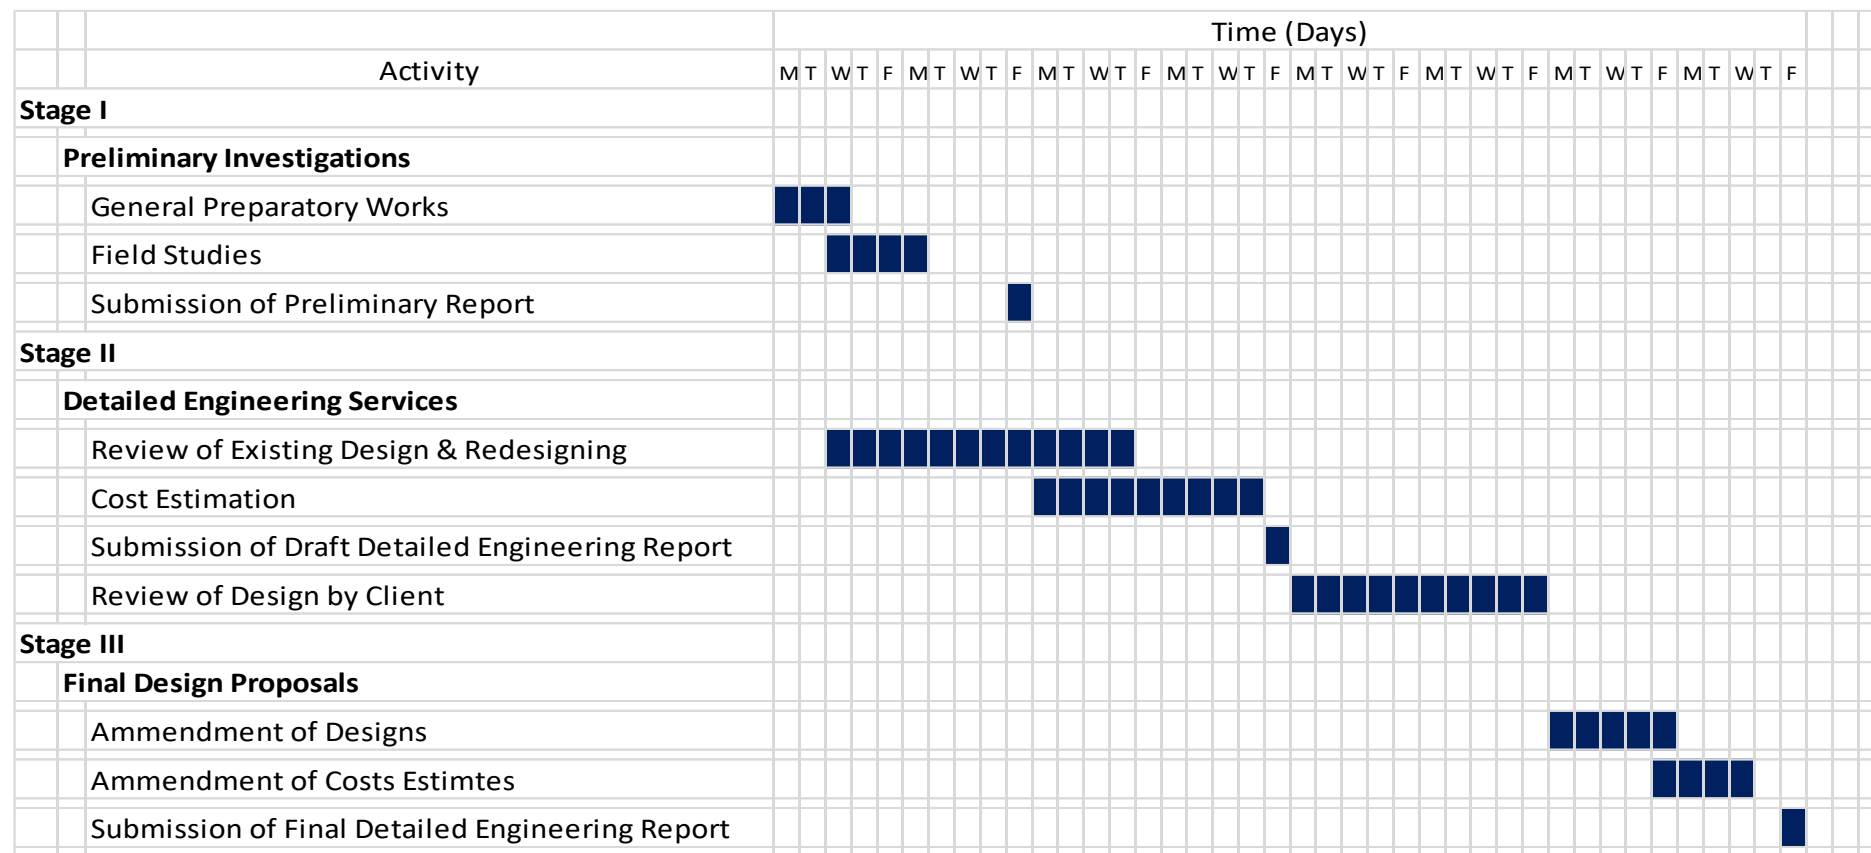 Time (Days)
Activity M T W T F M T W T F M T W T F M T W T F M T W T F M T W T F M T W T F M T W T F
Stage I
Preliminary Investigations
General Preparatory Works
Field Studies
Submission of Preliminary Report
Stage II
Detailed Engineering Services
Review of Existing Design & Redesigning
Cost Estimation
Submission of Draft Detailed Engineering Report
Review of Design by Client
Stage III
Final Design Proposals
Ammendment of Designs
Ammendment of Costs Estimtes
Submission of Final Detailed Engineering Report